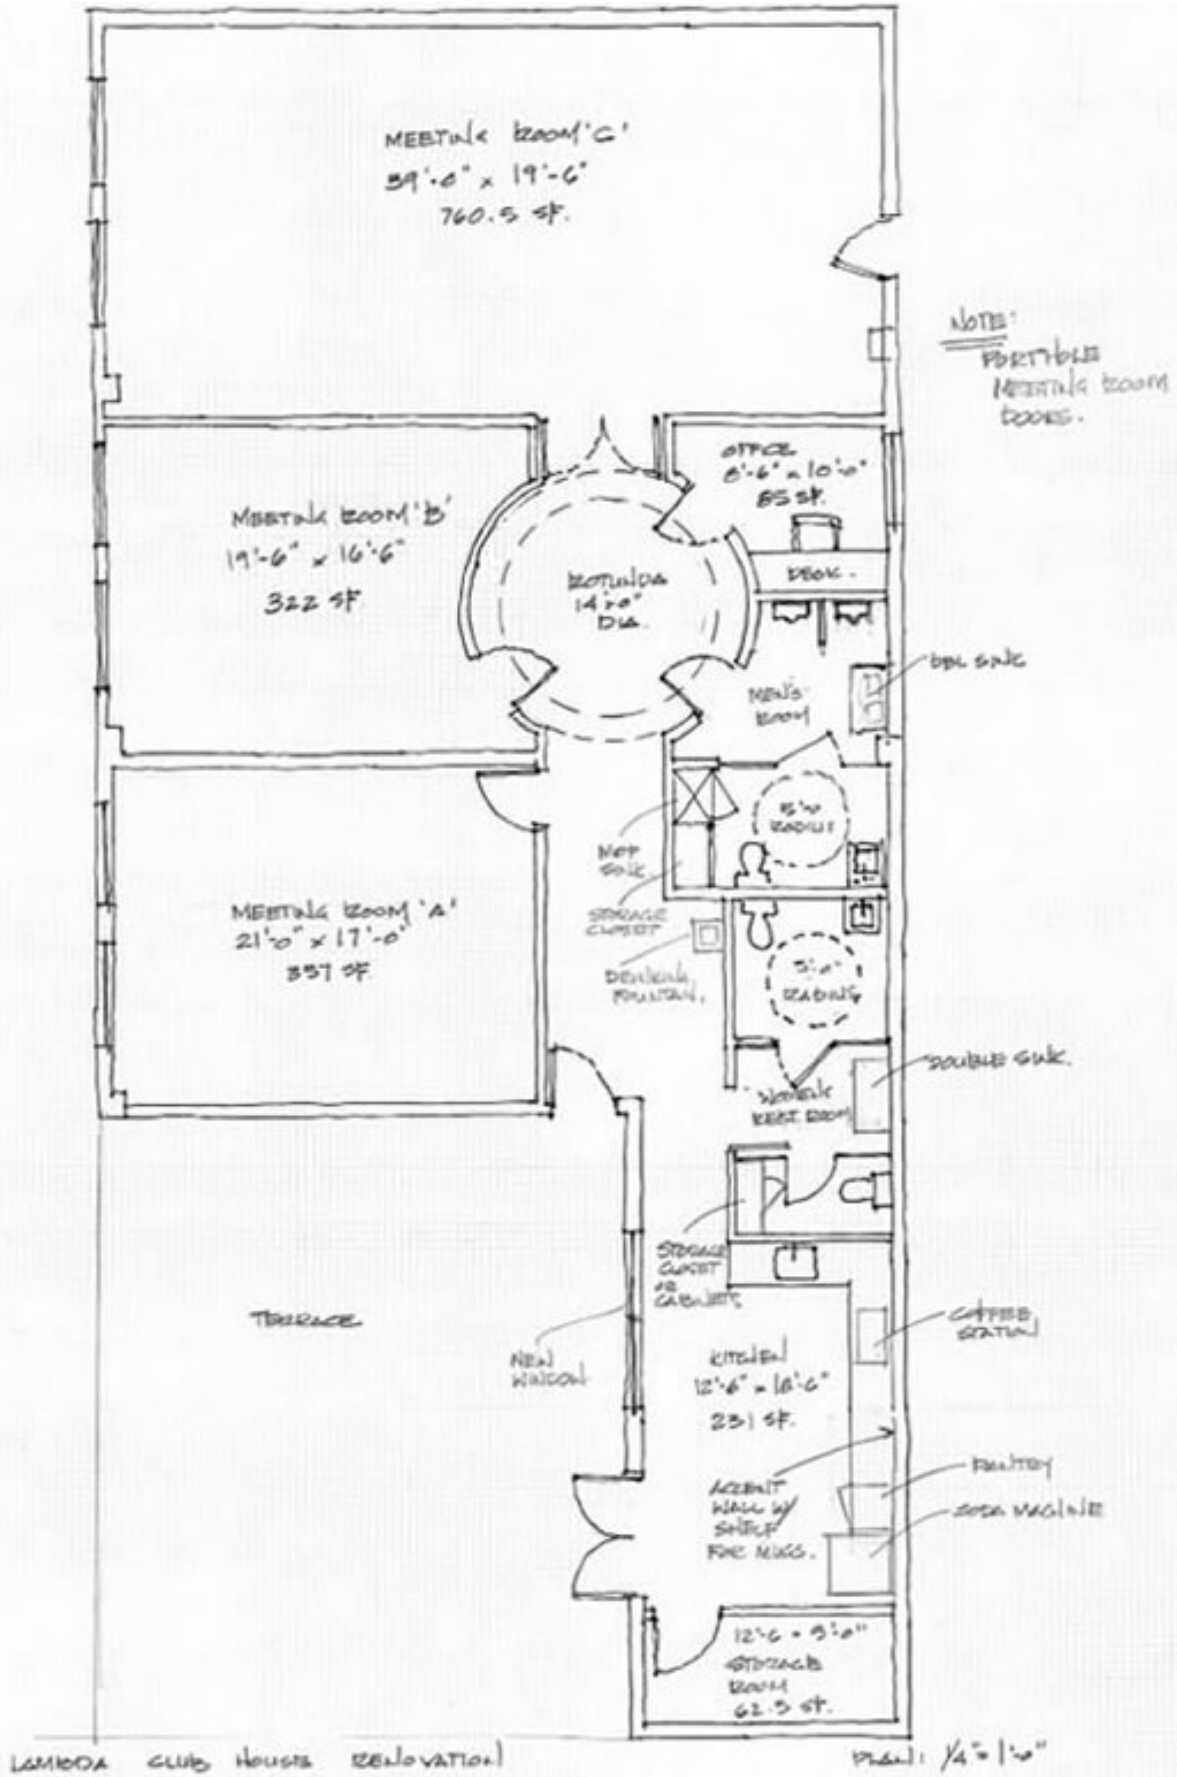 MEETING ROOM 'C'
39'-0" x 19'-6"
760.5 SF.
NOTE:
PORTHOLE
MEETING ROOM
DOORS.
OFFICE
8'-6" x 10'-0"
85 SF.
MEETING ROOM 'B'
19'-6" x 16'-6"
322 SF.
ROTUNDA
14'-0"
DIA.
DESK.
DBL SINK
MEN'S
ROOM
5'-0
RADIUS
MOP
SINK.
STORAGE
CLOSET
MEETING ROOM 'A'
21'-0" x 17'-0"
357 SF.
DRINKING
FOUNTAIN.
5'-0"
RADIUS
DOUBLE SINK.
WOMEN'S
REST ROOM
STORAGE
CLOSET
OR
CABINETS
TERRACE
NEW
WINDOW
COFFEE
STATION
KITCHEN
12'-6" x 18'-6"
231 SF.
PANTRY
ACCENT
WALL W/
SHELF
FOR MUGS.
SODA MACHINE
12'-6 x 5'-0"
STORAGE
ROOM
62.5 SF.
LAMBDA CLUB HOUSE RENOVATION
PLAN: 1/4" = 1'-0"